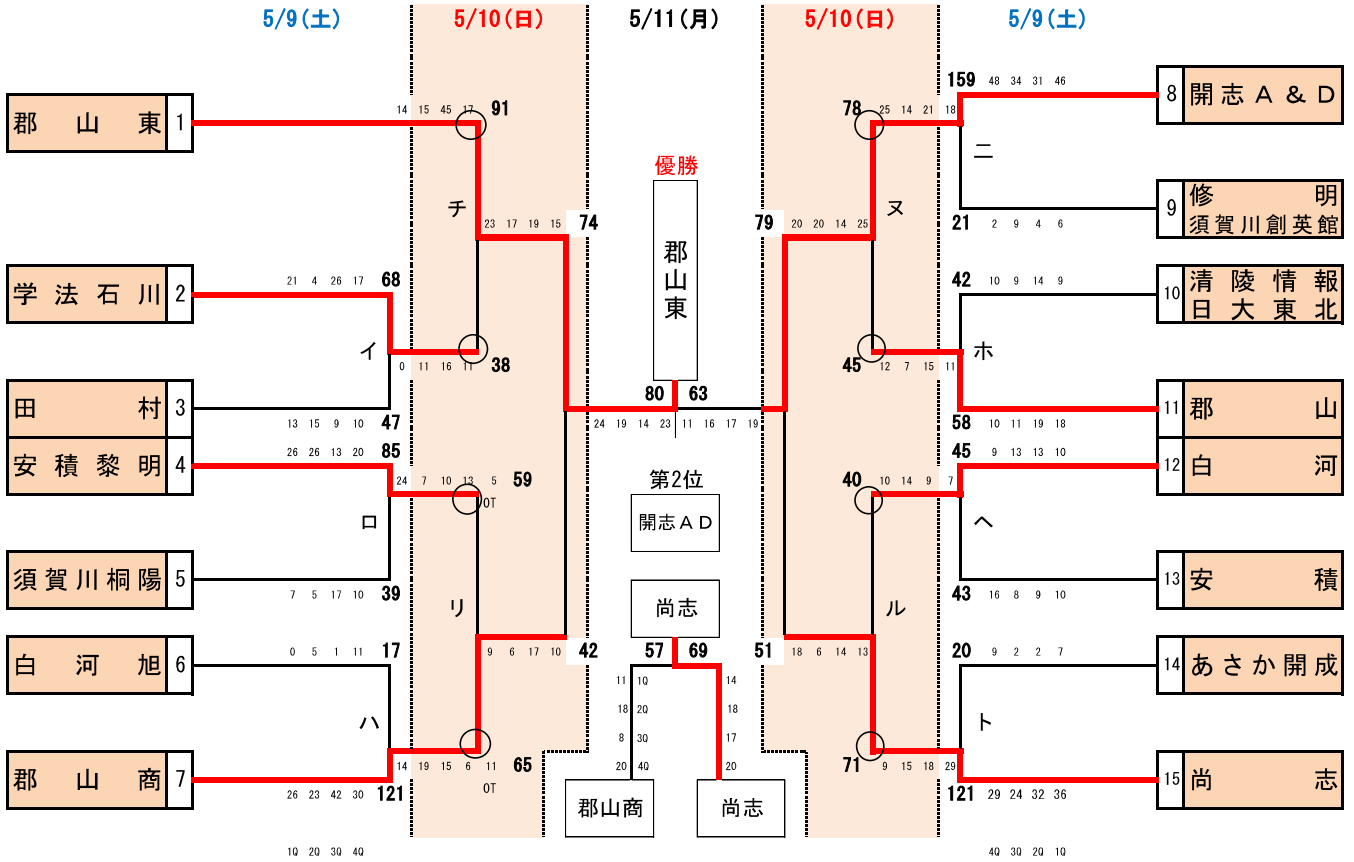 5/9(土) 5/10(日) 5/11(月) 5/10(日) 5/9(土)
159 48 34 31 46
8 開志A&D
14 15 45 17 91
78 25 14 21 18
郡山東 1
ニ
優勝
修明
9
須賀川創英館
チ
ヌ
23 17 19 15 74
79 20 20 14 25
21 2 9 4 6
郡山東
21 4 26 17 68
42 10 9 14 9
学法石川 2
10 清陵情報
日大東北
イ
ホ
0 11 16 11 38
45 12 7 15 11
80 63
田村 3
11 郡山
13 15 9 10 47
24 19 14 23 11 16 17 19
58 10 11 19 18
26 26 13 20 85
45 9 13 13 10
安積黎明 4
12 白河
24 7 10 13 5 59
OT
第2位
40 10 14 9 7
開志AD
ロ
ヘ
須賀川桐陽 5
13 安積
7 5 17 10 39
43 16 8 9 10
リ
尚志
ル
0 5 1 11 17
9 6 17 10 42
57 69
51 18 6 14 13
20 9 2 2 7
白河旭 6
14 あさか開成
11 1Q 14
18 2Q 18
8 3Q 17
20 4Q 20
ハ
ト
14 19 15 6 11 65
OT
71 9 15 18 29
郡山商 7
郡山商
尚志
15 尚志
26 23 42 30 121
121 29 24 32 36
1Q 2Q 3Q 4Q
4Q 3Q 2Q 1Q